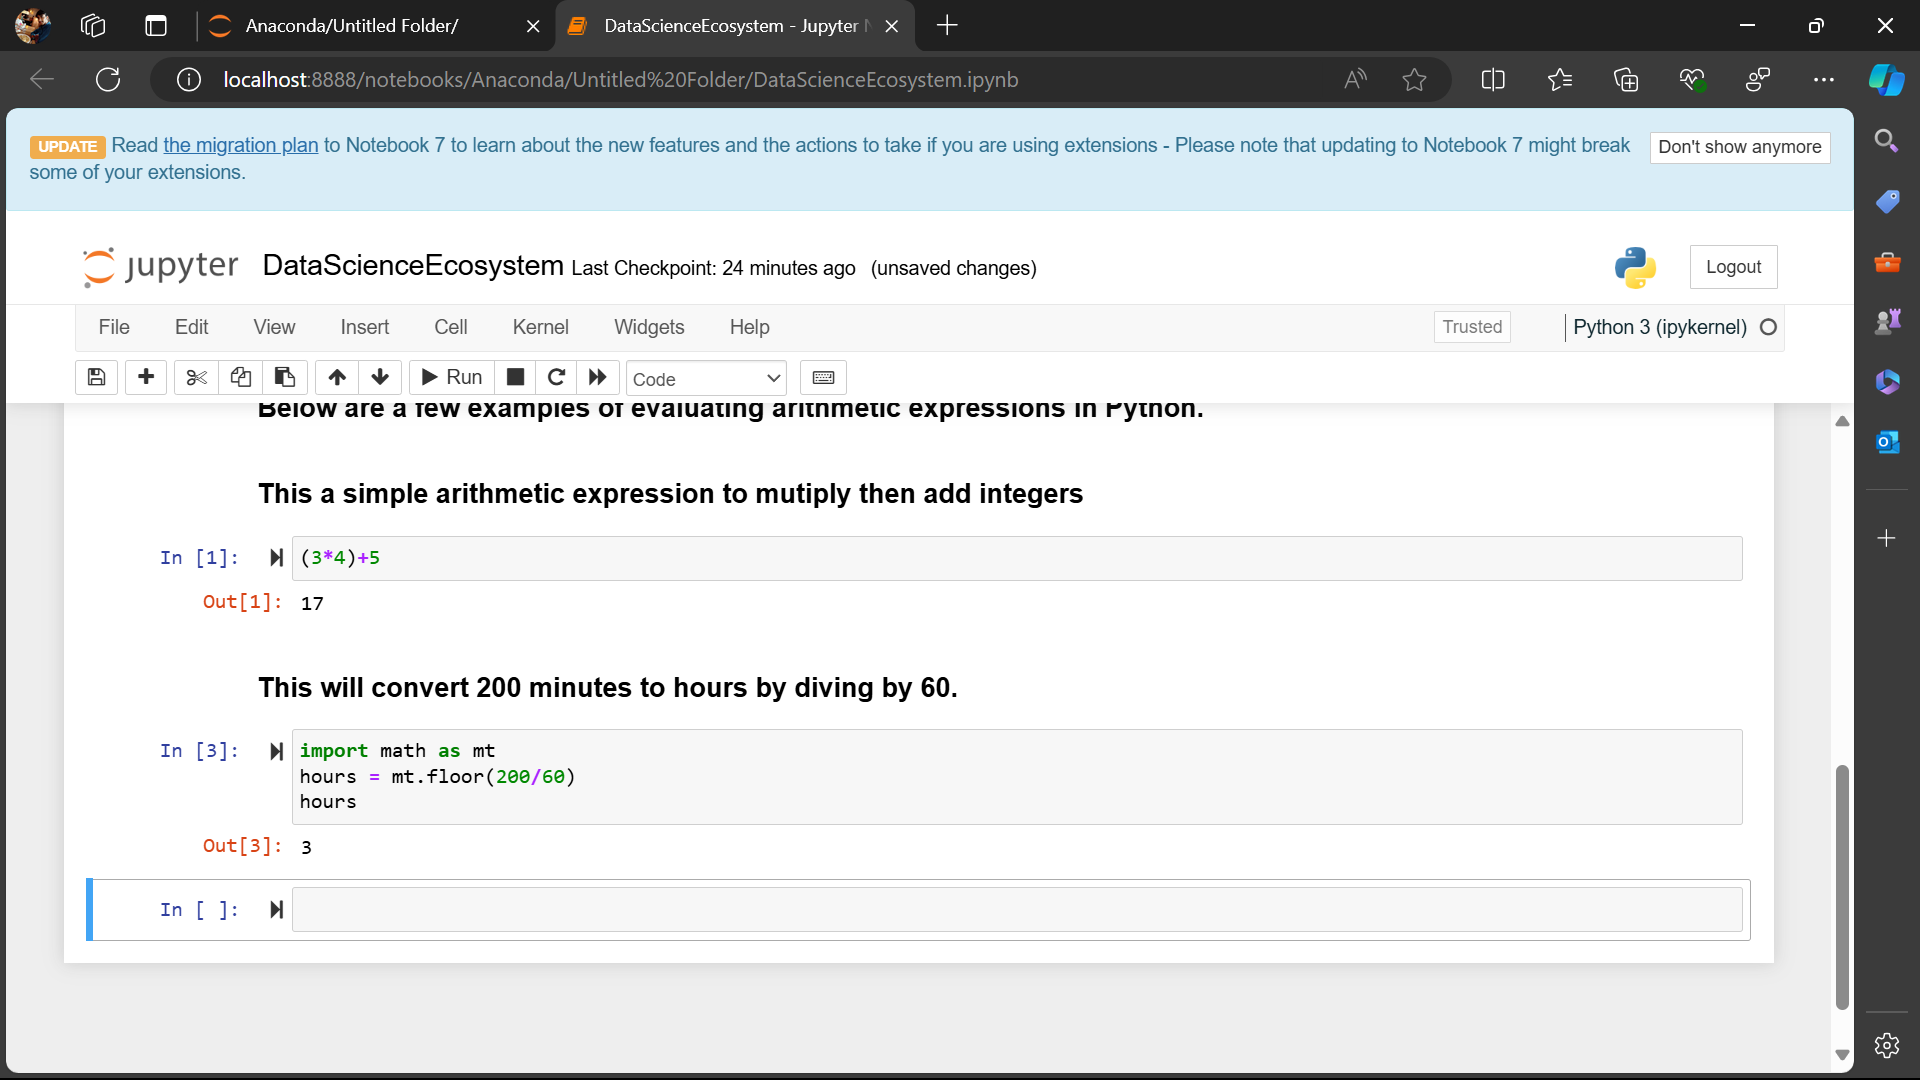 Anaconda/Untitled Folder/
DataScienceEcosystem - Jupyter N
localhost:8888/notebooks/Anaconda/Untitled%20Folder/DataScienceEcosystem.ipynb
UPDATE Read the migration plan to Notebook 7 to learn about the new features and the actions to take if you are using extensions - Please note that updating to Notebook 7 might break
some of your extensions.
Don't show anymore
jupyter DataScienceEcosystem Last Checkpoint: 24 minutes ago (unsaved changes)
Logout
File Edit View Insert Cell Kernel Widgets Help
Trusted
Python 3 (ipykernel)
Run
Code
Below are a few examples of evaluating arithmetic expressions in Python.
This a simple arithmetic expression to mutiply then add integers
In [1]: (3*4)+5
Out[1]: 17
This will convert 200 minutes to hours by diving by 60.
In [3]: import math as mt
hours = mt.floor(200/60)
hours
Out[3]: 3
In [ ]: